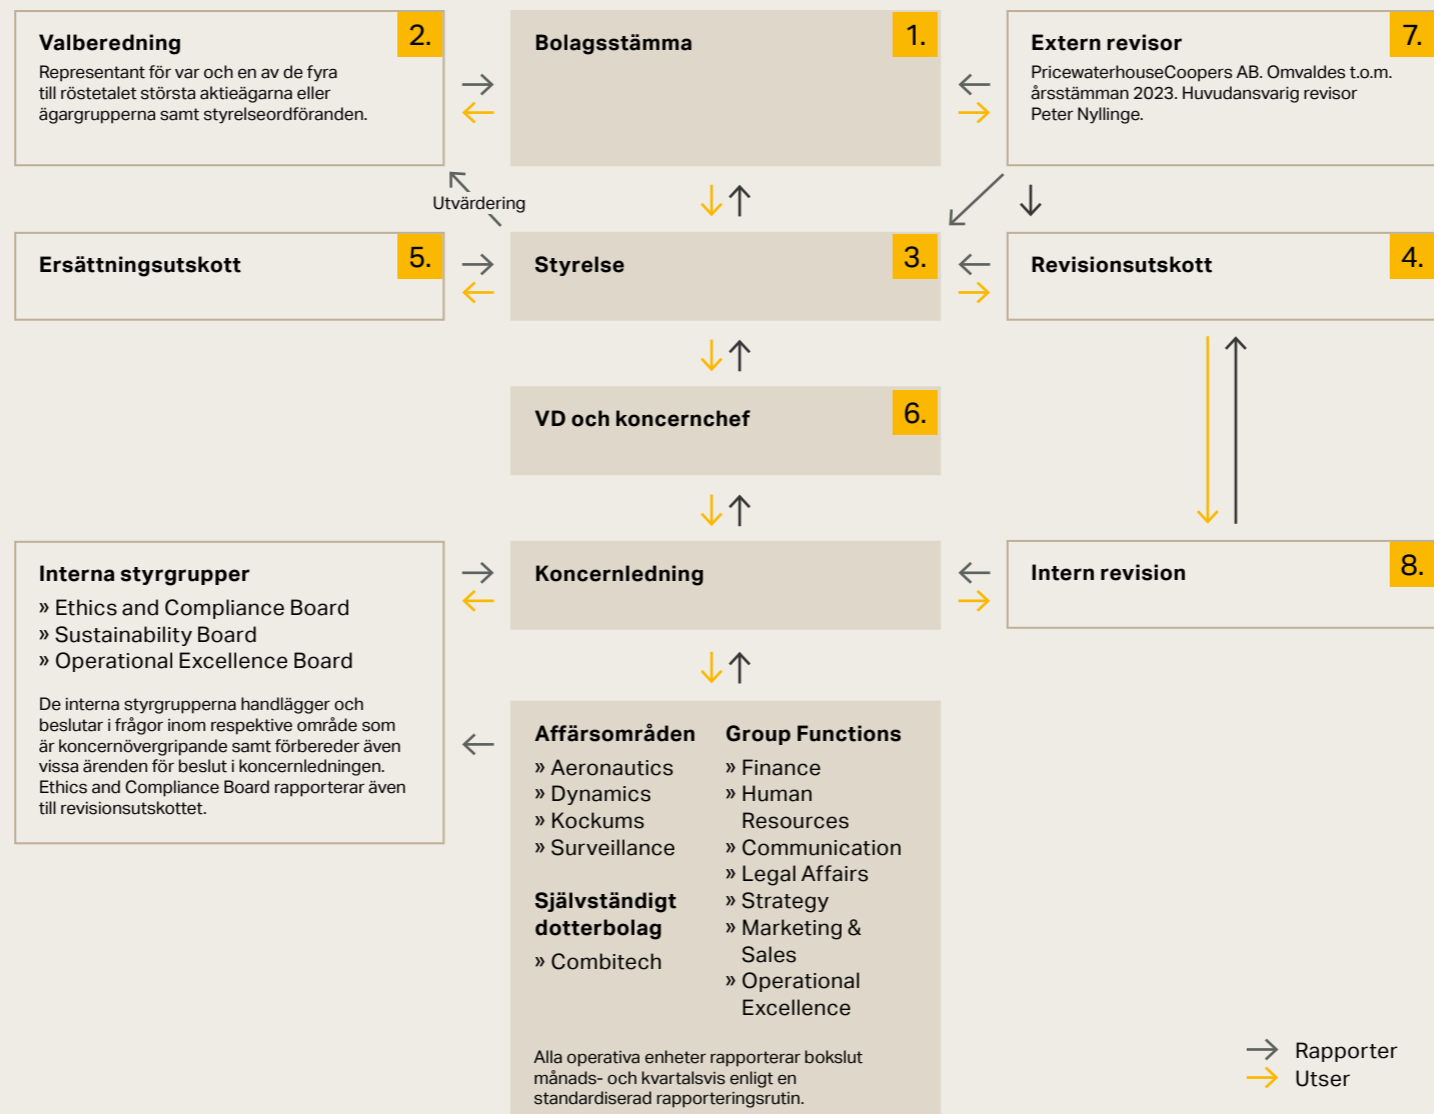 Valberedning
2.
Representant för var och en av de fyra
till röstetalet största aktieägarna eller
ägargrupperna samt styrelseordföranden.
Bolagsstämma
1.
Extern revisor
7.
PricewaterhouseCoopers AB. Omvaldes t.o.m.
årsstämman 2023. Huvudansvarig revisor
Peter Nyllinge.
Utvärdering
Ersättningsutskott
5.
Styrelse
3.
Revisionsutskott
4.
VD och koncernchef
6.
Interna styrgrupper
» Ethics and Compliance Board
» Sustainability Board
» Operational Excellence Board
De interna styrgrupperna handlägger och
beslutar i frågor inom respektive område som
är koncernövergripande samt förbereder även
vissa ärenden för beslut i koncernledningen.
Ethics and Compliance Board rapporterar även
till revisionsutskottet.
Koncernledning
Intern revision
8.
Affärsområden
» Aeronautics
» Dynamics
» Kockums
» Surveillance
Självständigt
dotterbolag
» Combitech
Group Functions
» Finance
» Human
Resources
» Communication
» Legal Affairs
» Strategy
» Marketing &
Sales
» Operational
Excellence
Alla operativa enheter rapporterar bokslut
månads- och kvartalsvis enligt en
standardiserad rapporteringsrutin.
Rapporter
Utser